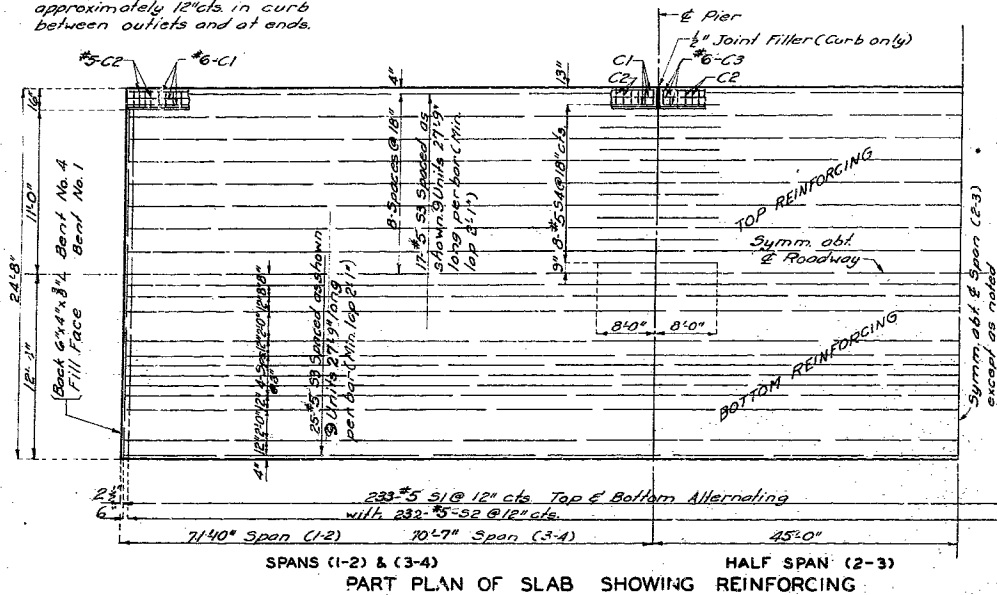 approximately 12"cts. in curb
between outlets and at ends.
#5-C2
#6-C1
℄ Pier
½" Joint Filler (Curb only)
C1
#6-C3
C2
C2
4"
13"
16"
11'-0"
24'-8"
Back 6"x4"x⅜"L Bent No. 4
Fill Face Bent No. 1
8-Spaces @ 18"
17-#5 S3 Spaced as
shown. 9 Units 27'-9"
long per bar (Min.
lap 2'-1")
9" 8-#5-S4@18"cts.
TOP REINFORCING
Symm. abt.
℄ Roadway
8'-0"
8'-0"
BOTTOM REINFORCING
Symm. abt ℄ Span (2-3)
except as noted
25-#5 S3 Spaced as shown
9 Units 27'-9" long
per bar (Min. lap 2'-1")
4"
2½"
6"
233-#5 S1 @ 12" cts. Top & Bottom Alternating
with 232-#5-S2 @ 12" cts.
71'-0" Span (1-2)
70'-7" Span (3-4)
45'-0"
SPANS (1-2) & (3-4)
HALF SPAN (2-3)
PART PLAN OF SLAB SHOWING REINFORCING